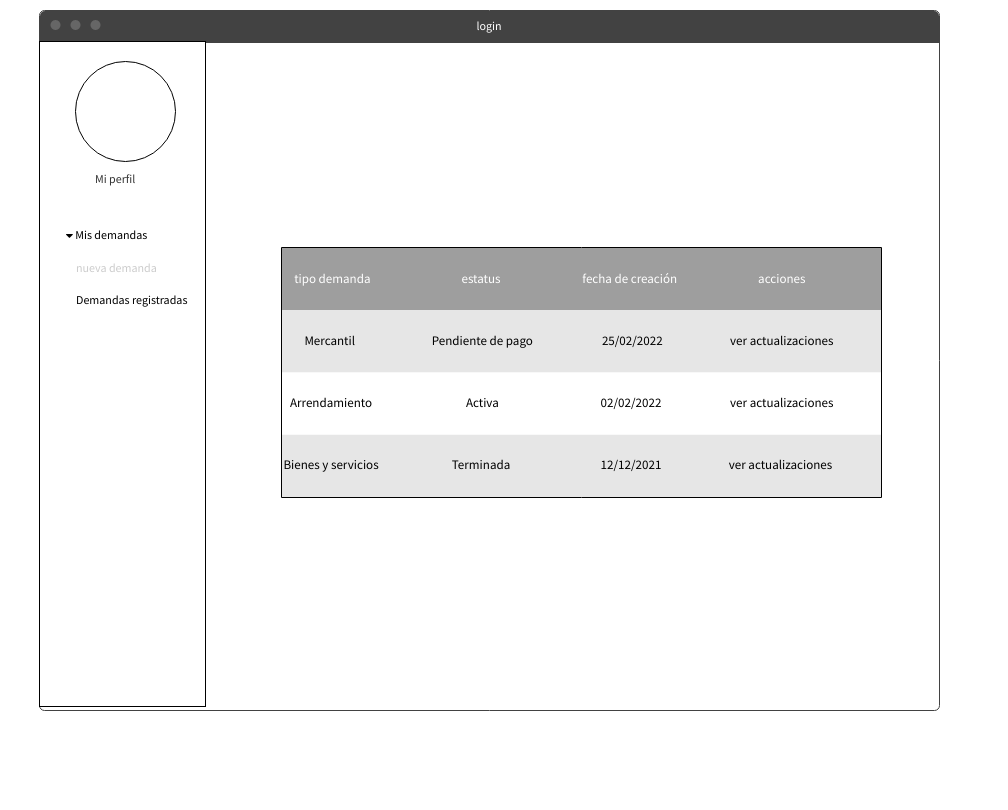 login
Mi perfil
Mis demandas
nueva demanda
Demandas registradas
tipo demanda estatus fecha de creación acciones
Mercantil Pendiente de pago 25/02/2022 ver actualizaciones
Arrendamiento Activa 02/02/2022 ver actualizaciones
Bienes y servicios Terminada 12/12/2021 ver actualizaciones